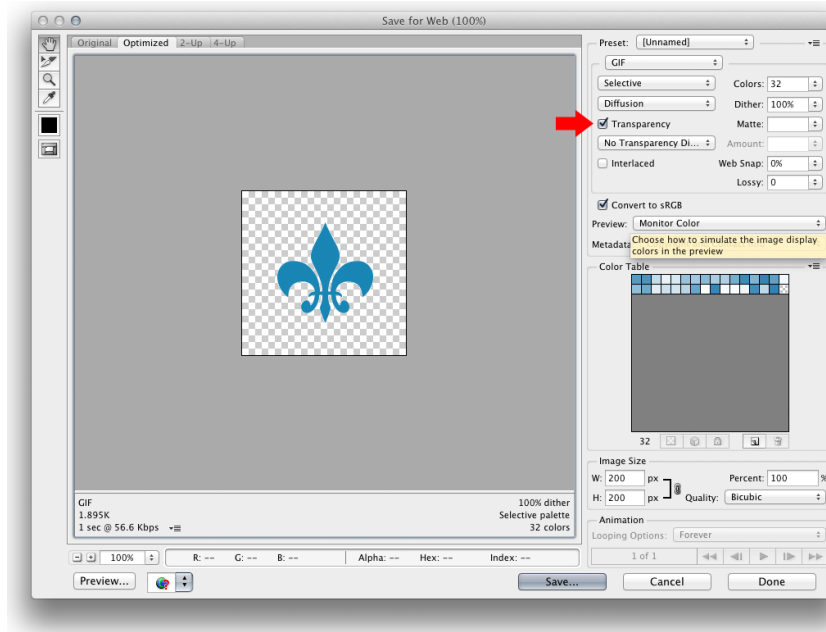 Save for Web (100%)
Original Optimized 2-Up 4-Up
Preset: [Unnamed]
GIF
Selective Colors: 32
Diffusion Dither: 100%
Transparency Matte:
No Transparency Di... Amount:
Interlaced Web Snap: 0%
Lossy: 0
Convert to sRGB
Preview: Monitor Color
Metadata
Choose how to simulate the image display
colors in the preview
Color Table
32
Image Size
W: 200 px Percent: 100 %
H: 200 px Quality: Bicubic
Animation
Looping Options: Forever
1 of 1
GIF 100% dither
1.895K Selective palette
1 sec @ 56.6 Kbps 32 colors
100% R: -- G: -- B: -- Alpha: -- Hex: -- Index: --
Preview... Save... Cancel Done